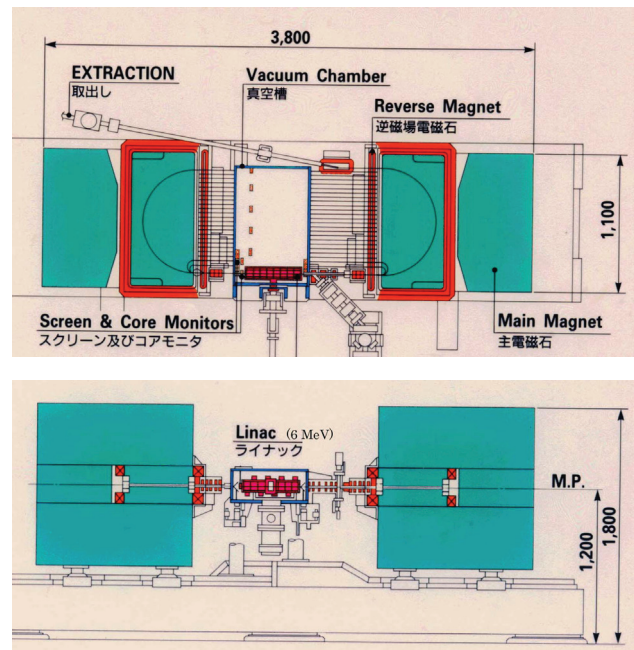 3,800
EXTRACTION
取出し
Vacuum Chamber
真空槽
Reverse Magnet
逆磁場電磁石
1,100
Screen & Core Monitors
スクリーン及びコアモニタ
Main Magnet
主電磁石
Linac (6 MeV)
ライナック
M.P.
1,200
1,800